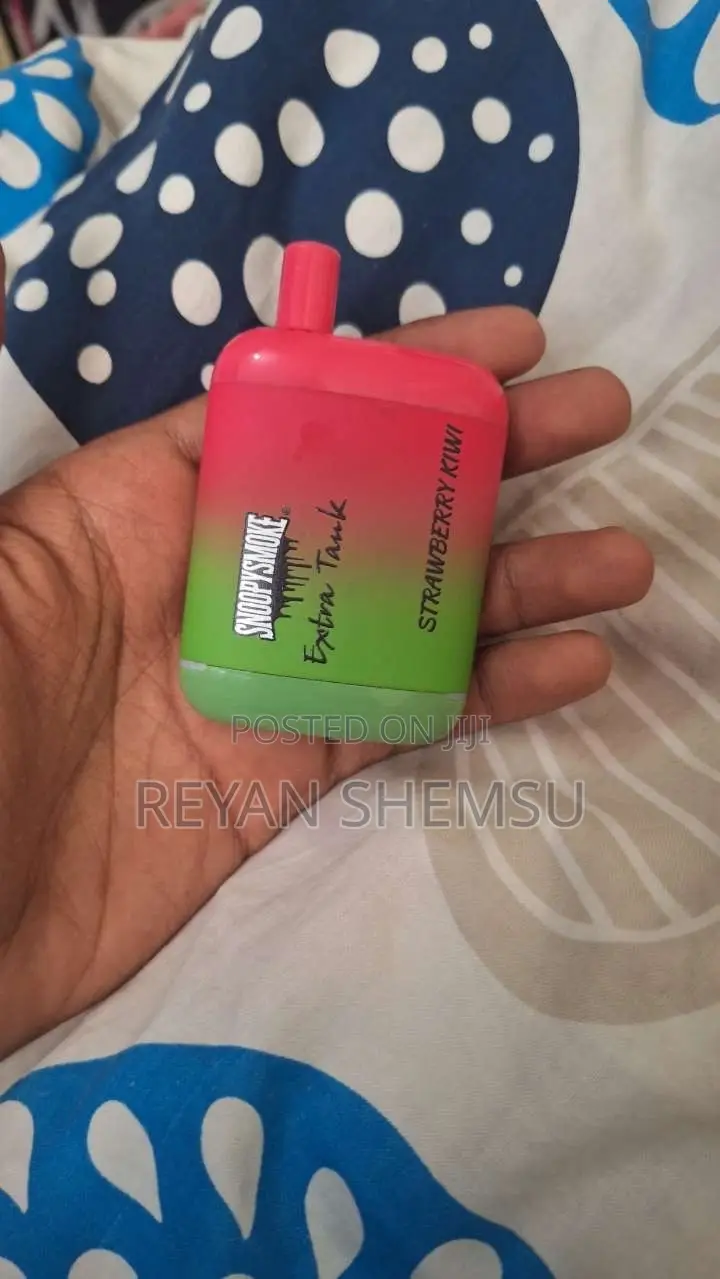 SNOOPYSMOKE
Extra Tank
STRAWBERRY KIWI
POSTED ON JIJI
REYAN SHEMSU